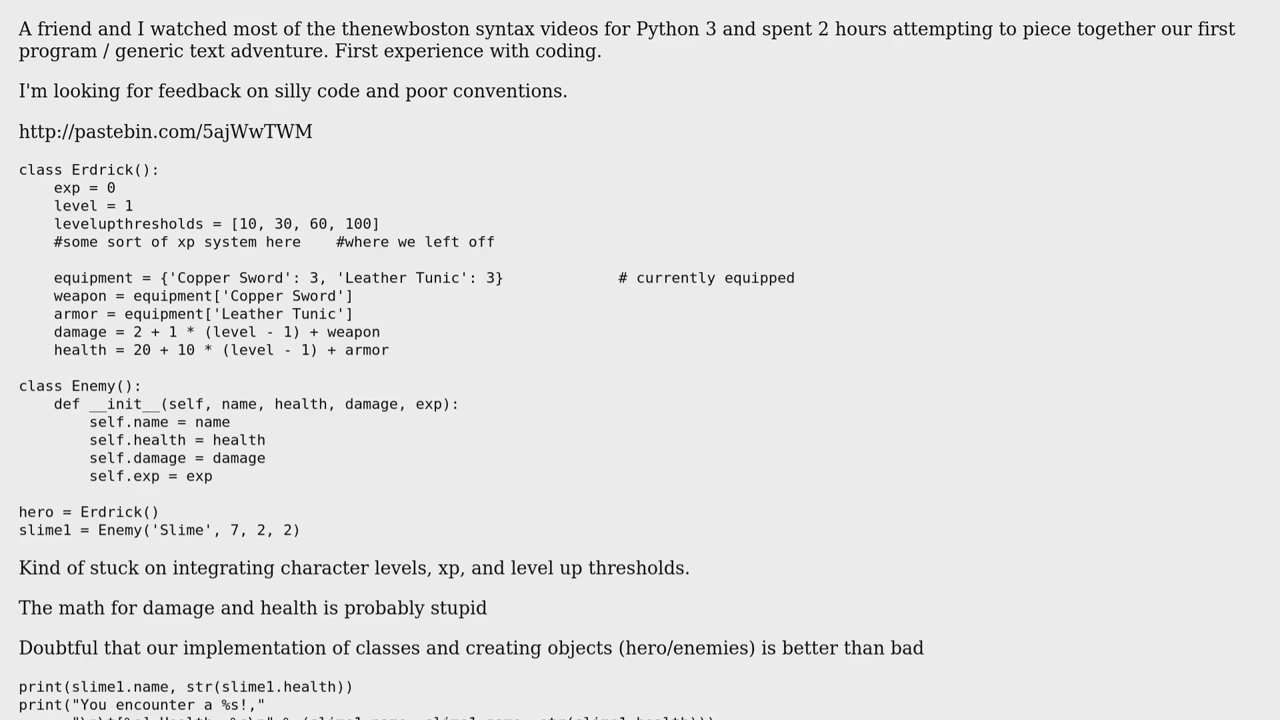 A friend and I watched most of the thenewboston syntax videos for Python 3 and spent 2 hours attempting to piece together our first
program / generic text adventure. First experience with coding.
I'm looking for feedback on silly code and poor conventions.
http://pastebin.com/5ajWwTWM
class Erdrick():
    exp = 0
    level = 1
    levelupthresholds = [10, 30, 60, 100]
    #some sort of xp system here    #where we left off
    equipment = {'Copper Sword': 3, 'Leather Tunic': 3}             # currently equipped
    weapon = equipment['Copper Sword']
    armor = equipment['Leather Tunic']
    damage = 2 + 1 * (level - 1) + weapon
    health = 20 + 10 * (level - 1) + armor
class Enemy():
    def __init__(self, name, health, damage, exp):
        self.name = name
        self.health = health
        self.damage = damage
        self.exp = exp
hero = Erdrick()
slime1 = Enemy('Slime', 7, 2, 2)
Kind of stuck on integrating character levels, xp, and level up thresholds.
The math for damage and health is probably stupid
Doubtful that our implementation of classes and creating objects (hero/enemies) is better than bad
print(slime1.name, str(slime1.health))
print("You encounter a %s!,"